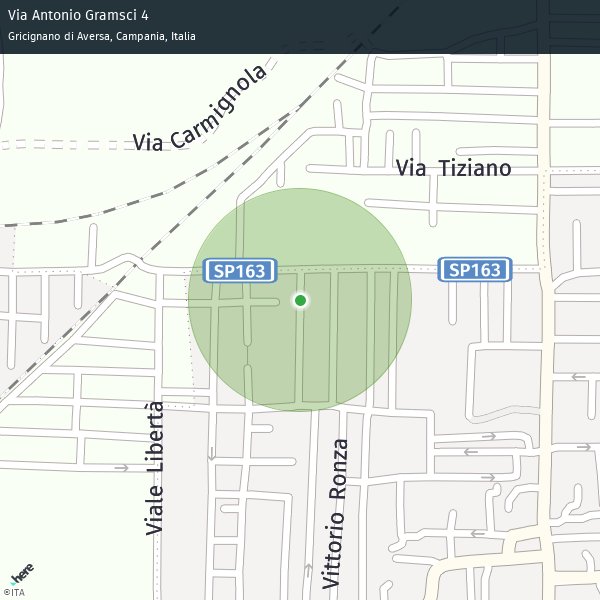 Via Antonio Gramsci 4
Gricignano di Aversa, Campania, Italia
Via Carmignola
Via Tiziano
SP163
SP163
Viale Libertà
Vittorio Ronza
here
©ITA